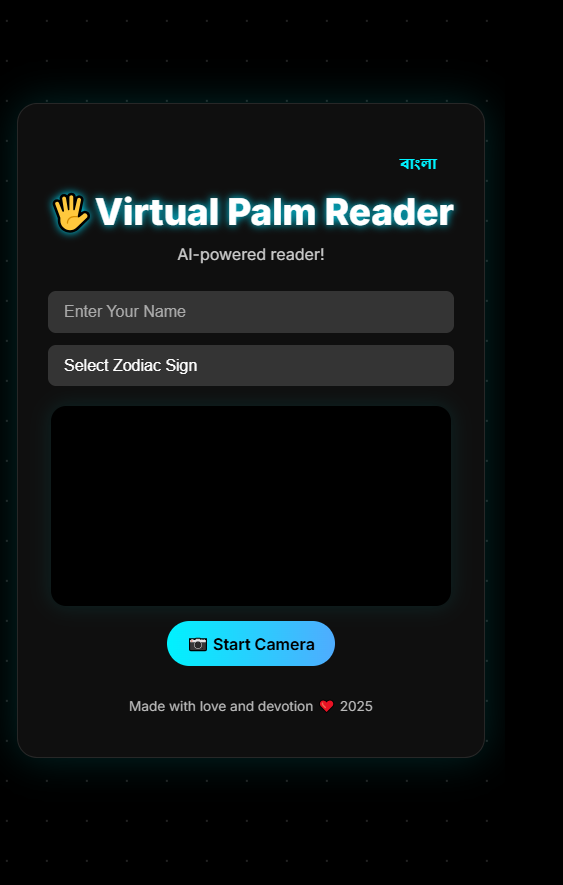 বাংলা
🖐Virtual Palm Reader
AI-powered reader!
Enter Your Name
Select Zodiac Sign
📷 Start Camera
Made with love and devotion ❤️ 2025